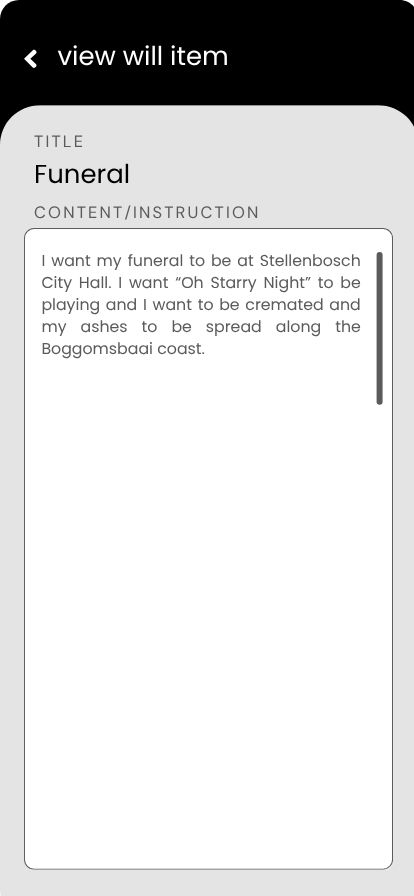 view will item
TITLE
Funeral
CONTENT/INSTRUCTION
I want my funeral to be at Stellenbosch
City Hall. I want “Oh Starry Night” to be
playing and I want to be cremated and
my ashes to be spread along the
Boggomsbaai coast.